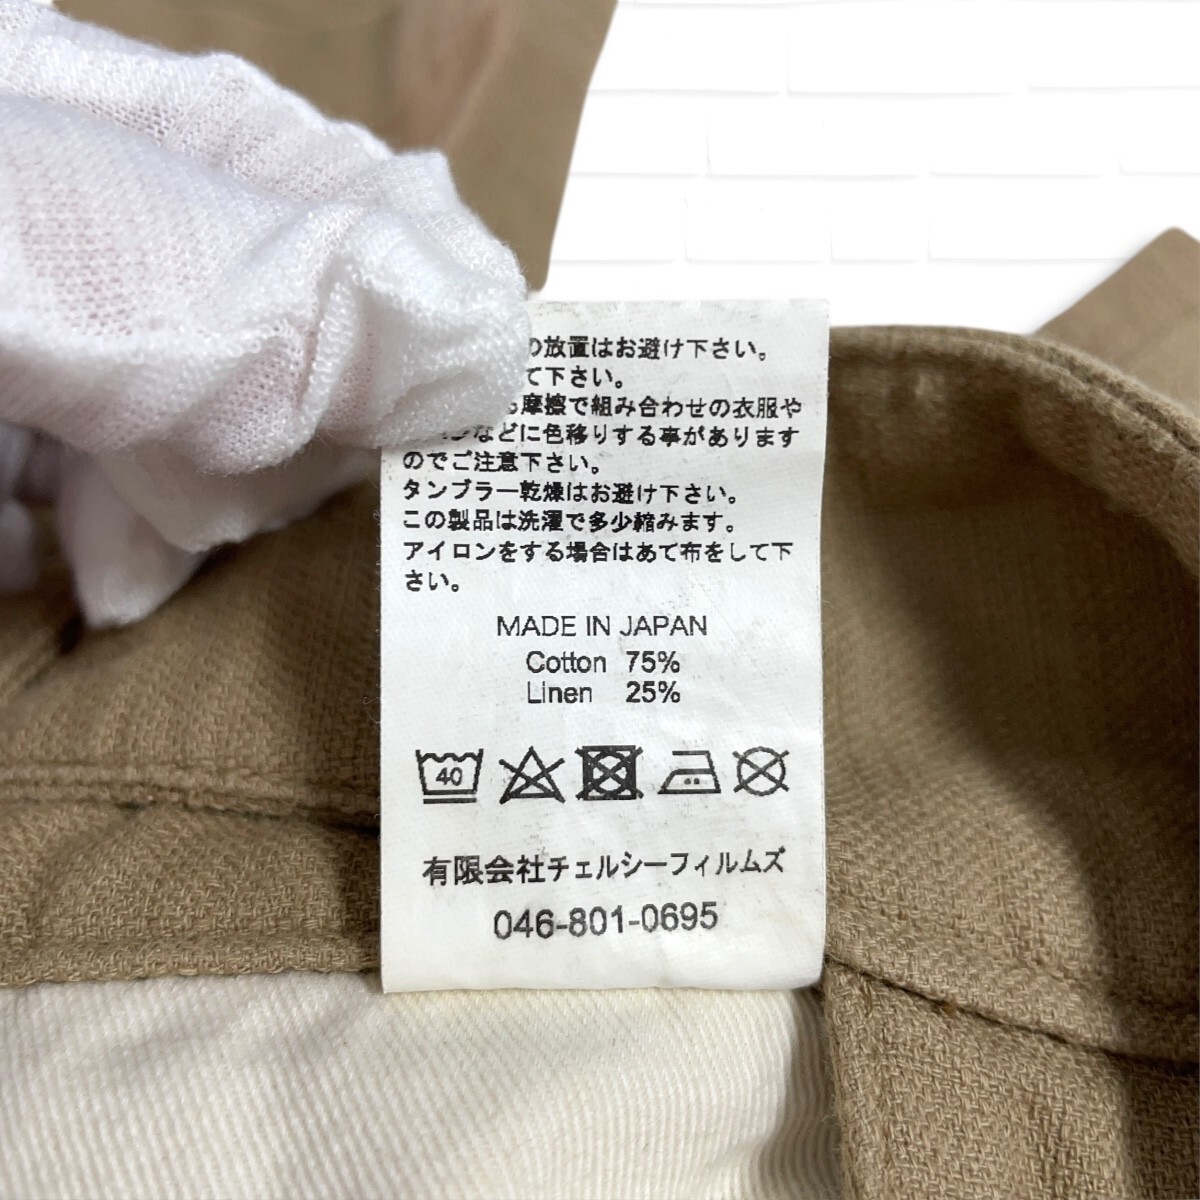 の放置はお避け下さい。
て下さい。
摩擦で組み合わせの衣服や
などに色移りする事があります
のでご注意下さい。
タンブラー乾燥はお避け下さい。
この製品は洗濯で多少縮みます。
アイロンをする場合はあて布をして下
さい。
MADE IN JAPAN
Cotton 75%
Linen 25%
40
有限会社チェルシーフィルムズ
046-801-0695